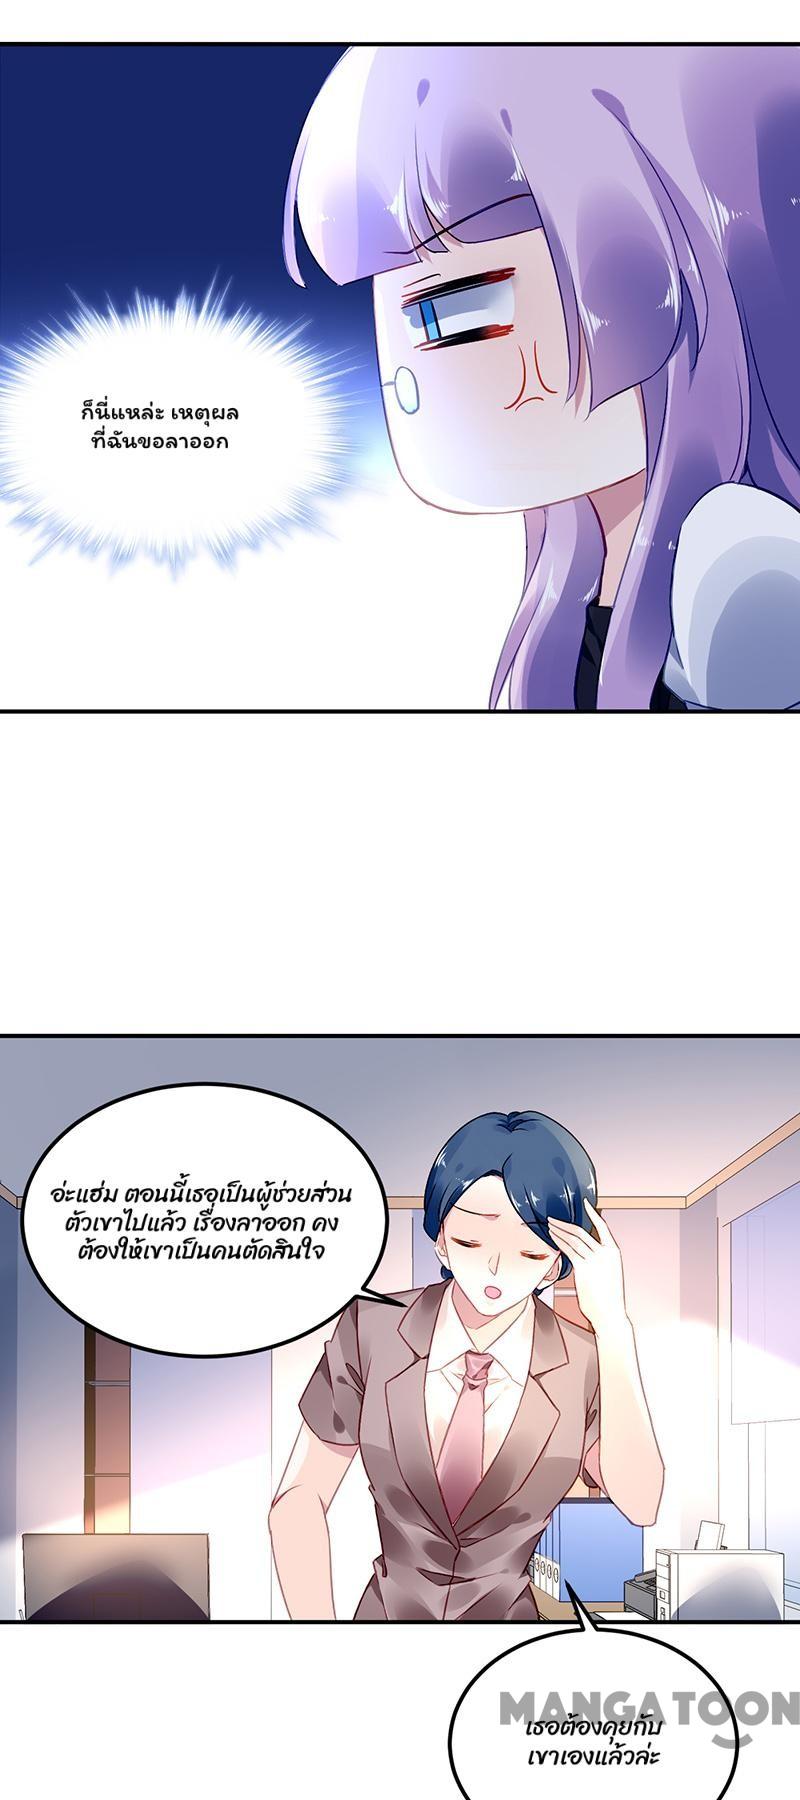 ก็นี่แหล่ะ เหตุผล
ที่ฉันขอลาออก
อ่ะแฮ่ม ตอนนี้เธอเป็นผู้ช่วยส่วน
ตัวเขาไปแล้ว เรื่องลาออก คง
ต้องให้เขาเป็นคนตัดสินใจ
MANGATOON
เธอต้องคุยกับ
เขาเองแล้วล่ะ